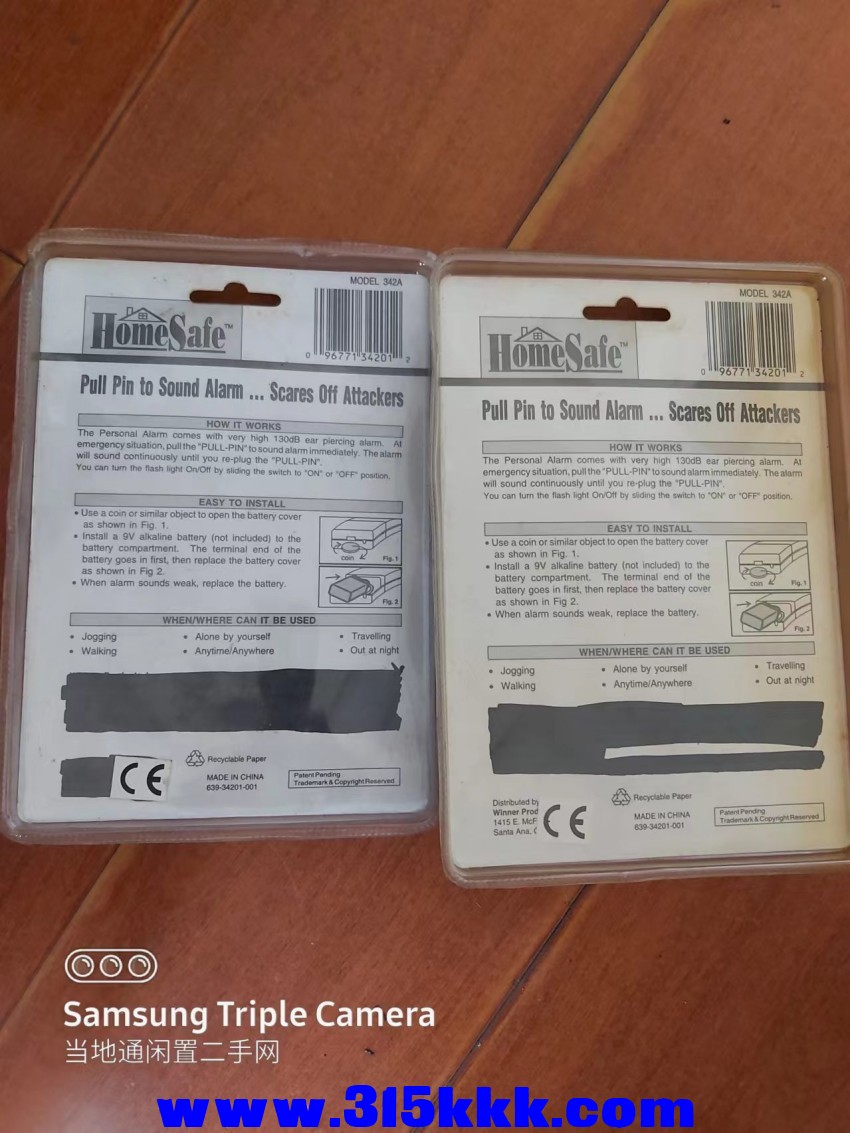 MODEL 342A
HomeSafe™
0 96771 34201 2
Pull Pin to Sound Alarm ... Scares Off Attackers
HOW IT WORKS
The Personal Alarm comes with very high 130dB ear piercing alarm. At
emergency situation, pull the "PULL-PIN" to sound alarm immediately. The alarm
will sound continuously until you re-plug the "PULL-PIN".
You can turn the flash light On/Off by sliding the switch to "ON" or "OFF" position.
EASY TO INSTALL
• Use a coin or similar object to open the battery cover
as shown in Fig. 1.
• Install a 9V alkaline battery (not included) to the
battery compartment. The terminal end of the
battery goes in first, then replace the battery cover
as shown in Fig 2.
• When alarm sounds weak, replace the battery.
coin
Fig. 1
Fig. 2
WHEN/WHERE CAN IT BE USED
• Jogging • Alone by yourself • Travelling
• Walking • Anytime/Anywhere • Out at night
CE
Recyclable Paper
MADE IN CHINA
639-34201-001
Patent Pending
Trademark & Copyright Reserved
MODEL 342A
HomeSafe™
0 96771 34201 2
Pull Pin to Sound Alarm ... Scares Off Attackers
HOW IT WORKS
The Personal Alarm comes with very high 130dB ear piercing alarm. At
emergency situation, pull the "PULL-PIN" to sound alarm immediately. The alarm
will sound continuously until you re-plug the "PULL-PIN".
You can turn the flash light On/Off by sliding the switch to "ON" or "OFF" position.
EASY TO INSTALL
• Use a coin or similar object to open the battery cover
as shown in Fig. 1.
• Install a 9V alkaline battery (not included) to the
battery compartment. The terminal end of the
battery goes in first, then replace the battery cover
as shown in Fig 2.
• When alarm sounds weak, replace the battery.
coin
Fig. 1
Fig. 2
WHEN/WHERE CAN IT BE USED
• Jogging • Alone by yourself • Travelling
• Walking • Anytime/Anywhere • Out at night
Distributed by
Winner Prod
1415 E. McF
Santa Ana,
CE
Recyclable Paper
MADE IN CHINA
639-34201-001
Patent Pending
Trademark & Copyright Reserved
Samsung Triple Camera
当地通闲置二手网
www.315kkk.com